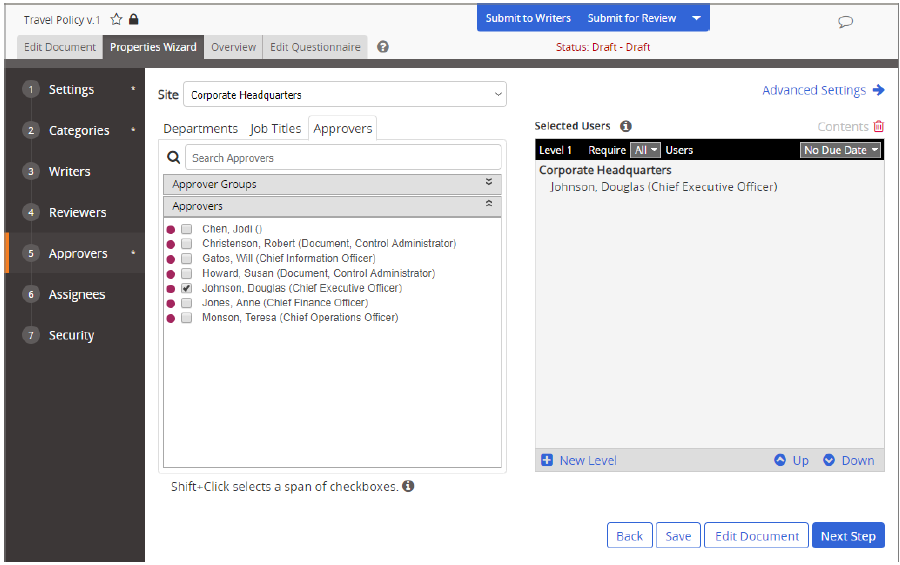 Travel Policy v.1
Submit to Writers Submit for Review
Edit Document Properties Wizard Overview Edit Questionnaire ?
Status: Draft - Draft
1 Settings *
2 Categories *
3 Writers
4 Reviewers
5 Approvers *
6 Assignees
7 Security
Site Corporate Headquarters
Advanced Settings
Departments Job Titles Approvers
Search Approvers
Approver Groups
Approvers
Chen, Jodi ()
Christenson, Robert (Document, Control Administrator)
Gatos, Will (Chief Information Officer)
Howard, Susan (Document, Control Administrator)
Johnson, Douglas (Chief Executive Officer)
Jones, Anne (Chief Finance Officer)
Monson, Teresa (Chief Operations Officer)
Shift+Click selects a span of checkboxes.
Selected Users
Contents
Level 1 Require All Users No Due Date
Corporate Headquarters
Johnson, Douglas (Chief Executive Officer)
New Level Up Down
Back Save Edit Document Next Step